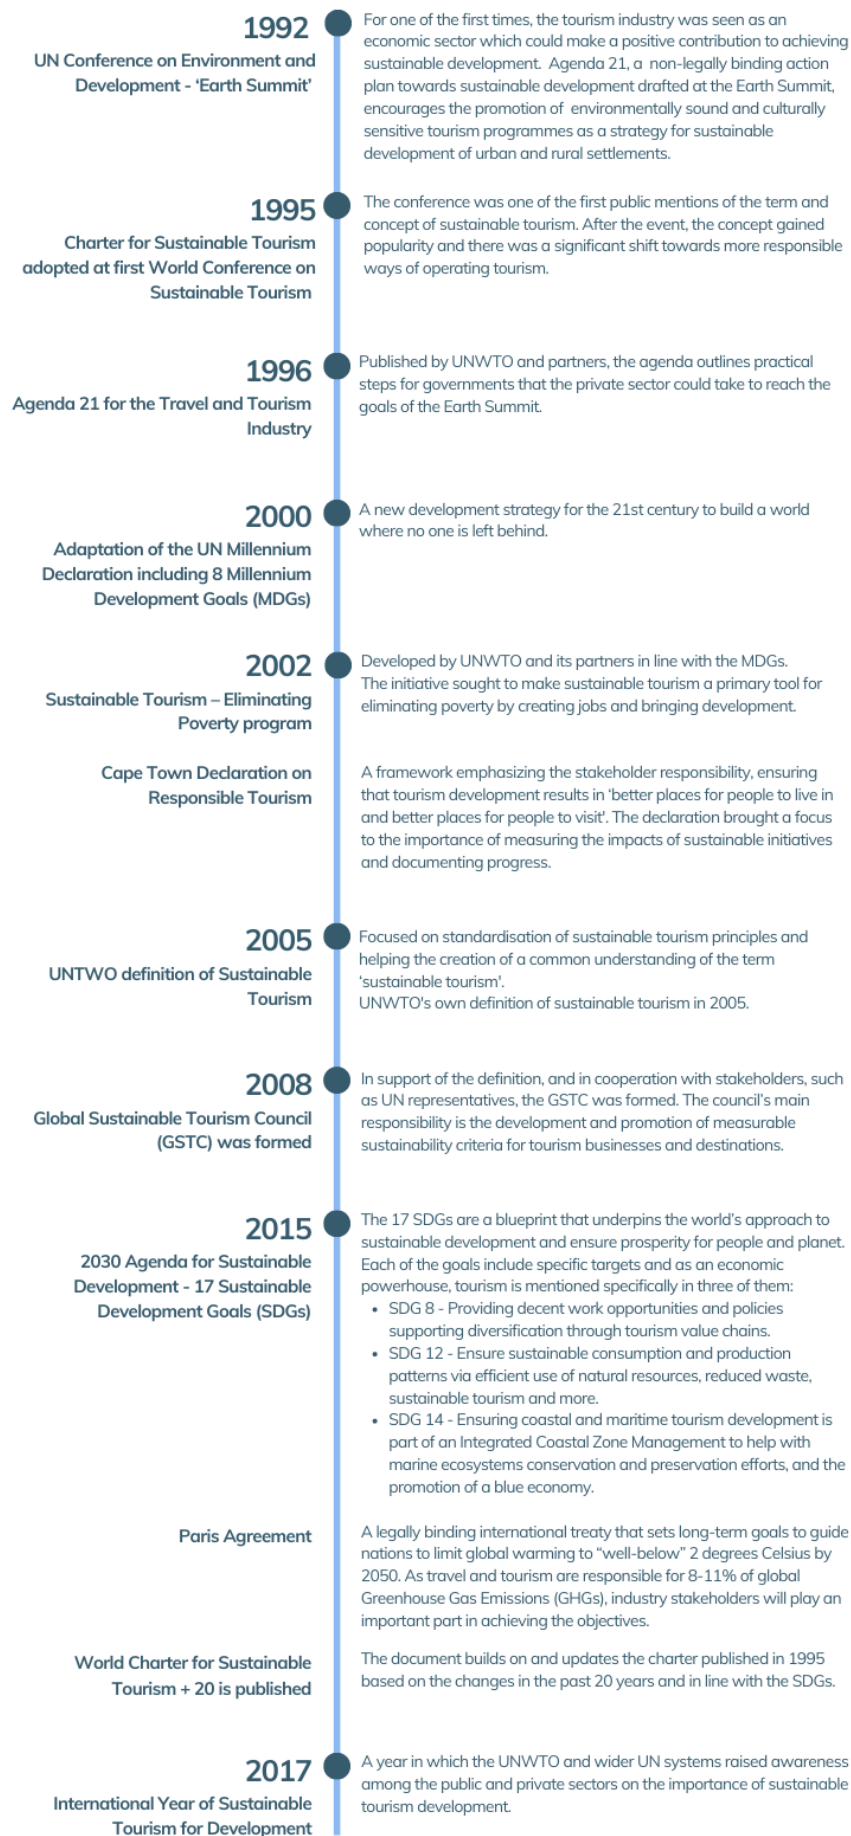 1992
UN Conference on Environment and
Development - ‘Earth Summit’
For one of the first times, the tourism industry was seen as an
economic sector which could make a positive contribution to achieving
sustainable development. Agenda 21, a non-legally binding action
plan towards sustainable development drafted at the Earth Summit,
encourages the promotion of environmentally sound and culturally
sensitive tourism programmes as a strategy for sustainable
development of urban and rural settlements.
1995
Charter for Sustainable Tourism
adopted at first World Conference on
Sustainable Tourism
The conference was one of the first public mentions of the term and
concept of sustainable tourism. After the event, the concept gained
popularity and there was a significant shift towards more responsible
ways of operating tourism.
1996
Agenda 21 for the Travel and Tourism
Industry
Published by UNWTO and partners, the agenda outlines practical
steps for governments that the private sector could take to reach the
goals of the Earth Summit.
2000
Adaptation of the UN Millennium
Declaration including 8 Millennium
Development Goals (MDGs)
A new development strategy for the 21st century to build a world
where no one is left behind.
2002
Sustainable Tourism – Eliminating
Poverty program
Developed by UNWTO and its partners in line with the MDGs.
The initiative sought to make sustainable tourism a primary tool for
eliminating poverty by creating jobs and bringing development.
Cape Town Declaration on
Responsible Tourism
A framework emphasizing the stakeholder responsibility, ensuring
that tourism development results in ‘better places for people to live in
and better places for people to visit'. The declaration brought a focus
to the importance of measuring the impacts of sustainable initiatives
and documenting progress.
2005
UNTWO definition of Sustainable
Tourism
Focused on standardisation of sustainable tourism principles and
helping the creation of a common understanding of the term
‘sustainable tourism'.
UNWTO's own definition of sustainable tourism in 2005.
2008
Global Sustainable Tourism Council
(GSTC) was formed
In support of the definition, and in cooperation with stakeholders, such
as UN representatives, the GSTC was formed. The council’s main
responsibility is the development and promotion of measurable
sustainability criteria for tourism businesses and destinations.
2015
2030 Agenda for Sustainable
Development - 17 Sustainable
Development Goals (SDGs)
The 17 SDGs are a blueprint that underpins the world’s approach to
sustainable development and ensure prosperity for people and planet.
Each of the goals include specific targets and as an economic
powerhouse, tourism is mentioned specifically in three of them:
• SDG 8 - Providing decent work opportunities and policies
supporting diversification through tourism value chains.
• SDG 12 - Ensure sustainable consumption and production
patterns via efficient use of natural resources, reduced waste,
sustainable tourism and more.
• SDG 14 - Ensuring coastal and maritime tourism development is
part of an Integrated Coastal Zone Management to help with
marine ecosystems conservation and preservation efforts, and the
promotion of a blue economy.
Paris Agreement
A legally binding international treaty that sets long-term goals to guide
nations to limit global warming to “well-below” 2 degrees Celsius by
2050. As travel and tourism are responsible for 8-11% of global
Greenhouse Gas Emissions (GHGs), industry stakeholders will play an
important part in achieving the objectives.
World Charter for Sustainable
Tourism + 20 is published
The document builds on and updates the charter published in 1995
based on the changes in the past 20 years and in line with the SDGs.
2017
International Year of Sustainable
Tourism for Development
A year in which the UNWTO and wider UN systems raised awareness
among the public and private sectors on the importance of sustainable
tourism development.